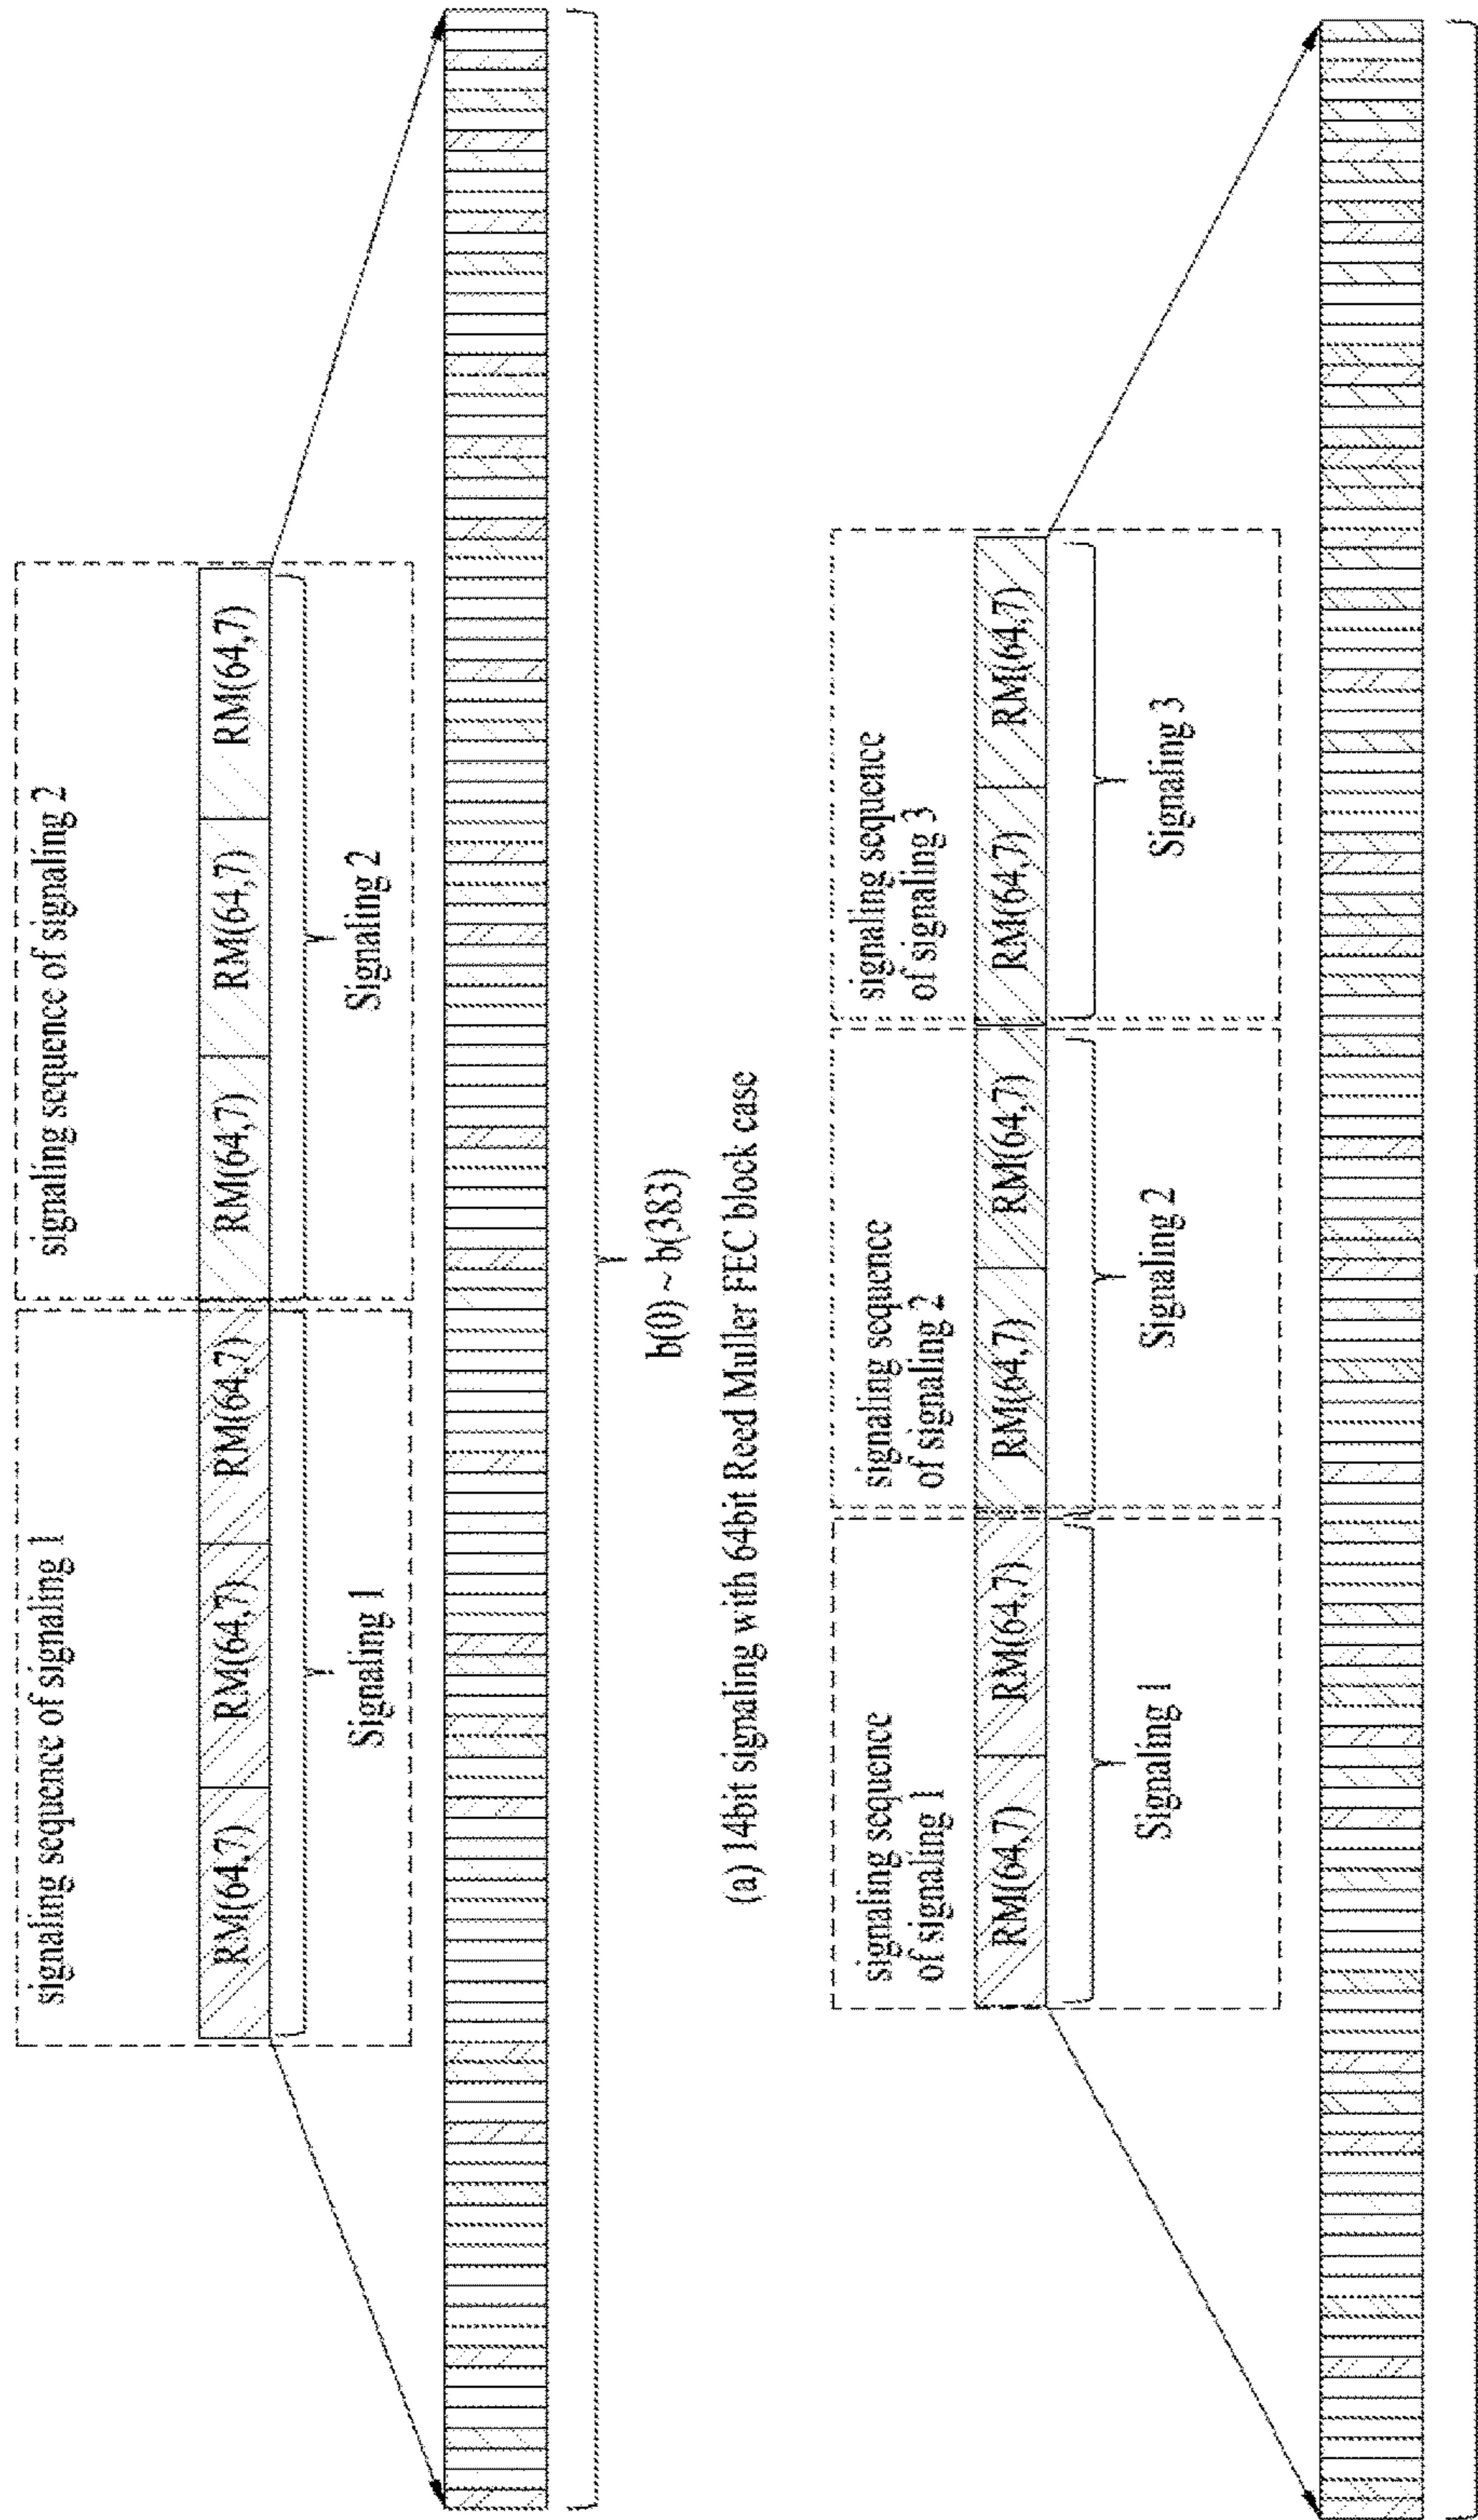 signaling sequence of signaling 1
signaling sequence of signaling 2
RM(64,7)
RM(64,7)
RM(64,7)
RM(64,7)
RM(64,7)
RM(64,7)
Signaling 1
Signaling 2
b(0) ~ b(383)
(a) 14bit signaling with 64bit Reed Muller FEC block case
signaling sequence
of signaling 1
signaling sequence
of signaling 2
signaling sequence
of signaling 3
RM(64,7)
RM(64,7)
RM(64,7)
RM(64,7)
RM(64,7)
RM(64,7)
Signaling 1
Signaling 2
Signaling 3